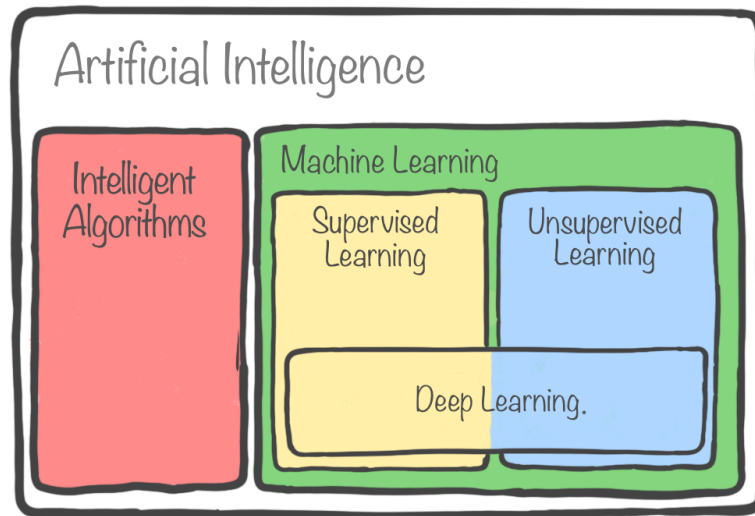 Artificial Intelligence
Intelligent
Algorithms
Machine Learning
Supervised
Learning
Unsupervised
Learning
Deep Learning.